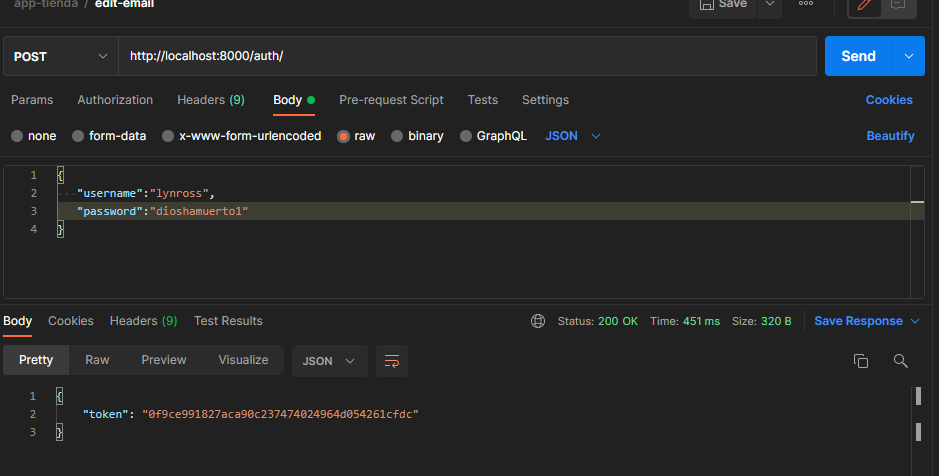 app-tienda / edit-email
Save
POST http://localhost:8000/auth/ Send
Params Authorization Headers (9) Body Pre-request Script Tests Settings Cookies
none form-data x-www-form-urlencoded raw binary GraphQL JSON Beautify
1 {
2 "username":"lynross",
3 "password":"dioshamuerto1"
4 }
Body Cookies Headers (9) Test Results Status: 200 OK Time: 451 ms Size: 320 B Save Response
Pretty Raw Preview Visualize JSON
1 {
2 "token": "0f9ce991827aca90c237474024964d054261cfdc"
3 }